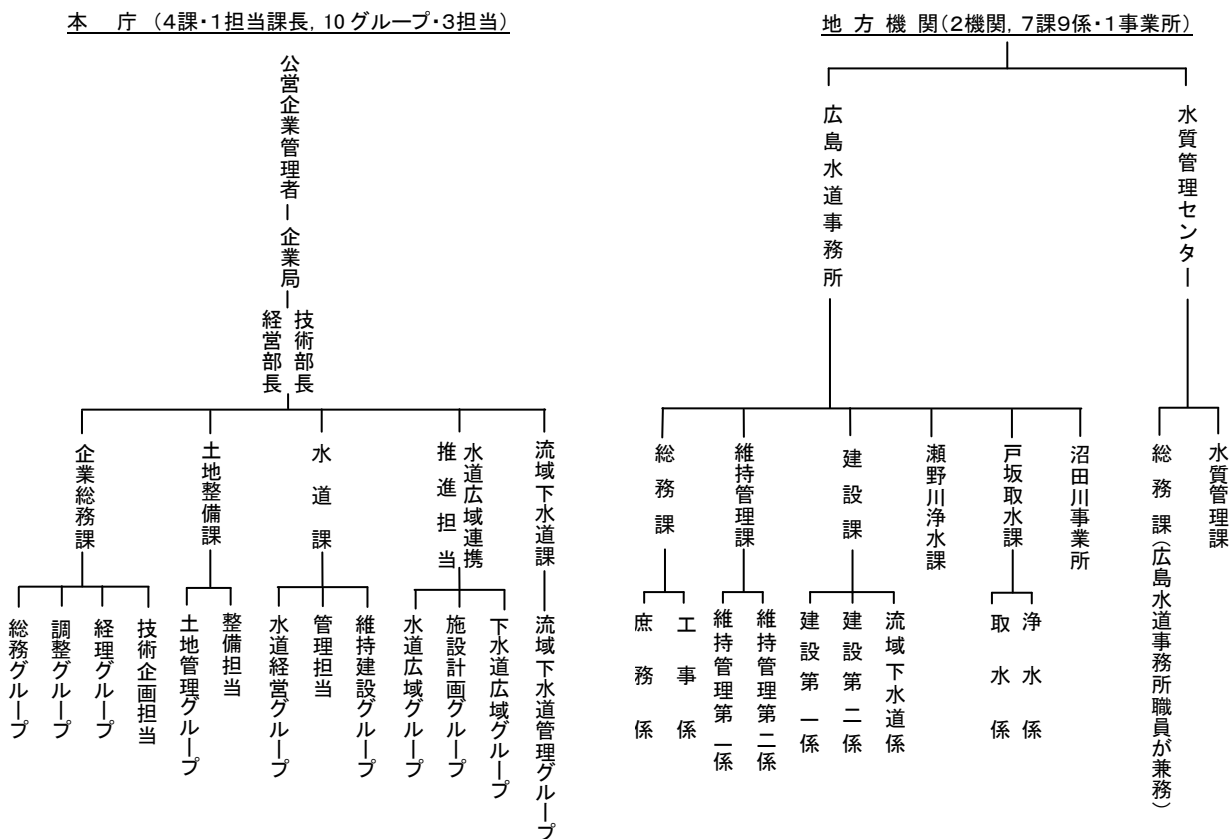 本 庁 (4課・1担当課長, 10グループ・3担当)
公営企業管理者
企業局
技術部長
経営部長
企業総務課
土地整備課
水道課
水道広域連携
推進担当
流域下水道課
総務グループ
調整グループ
経理グループ
技術企画担当
土地管理グループ
整備担当
水道経営グループ
管理担当
維持建設グループ
水道広域グループ
施設計画グループ
下水道広域グループ
流域下水道管理グループ
地 方 機 関(2機関, 7課9係・1事業所)
広島水道事務所
水質管理センター
総務課
維持管理課
建設課
瀬野川浄水課
戸坂取水課
沼田川事業所
総務課(広島水道事務所職員が兼務)
水質管理課
庶務係
工事係
維持管理第一係
維持管理第二係
建設第一係
建設第二係
流域下水道係
取水係
浄水係